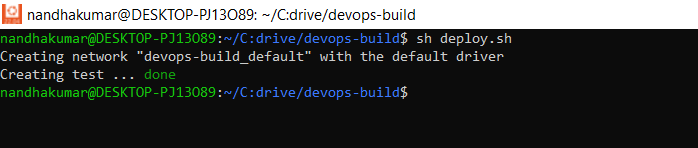 nandhakumar@DESKTOP-PJ13O89: ~/C:drive/devops-build
nandhakumar@DESKTOP-PJ13O89:~/C:drive/devops-build$ sh deploy.sh
Creating network "devops-build_default" with the default driver
Creating test ... done
nandhakumar@DESKTOP-PJ13O89:~/C:drive/devops-build$